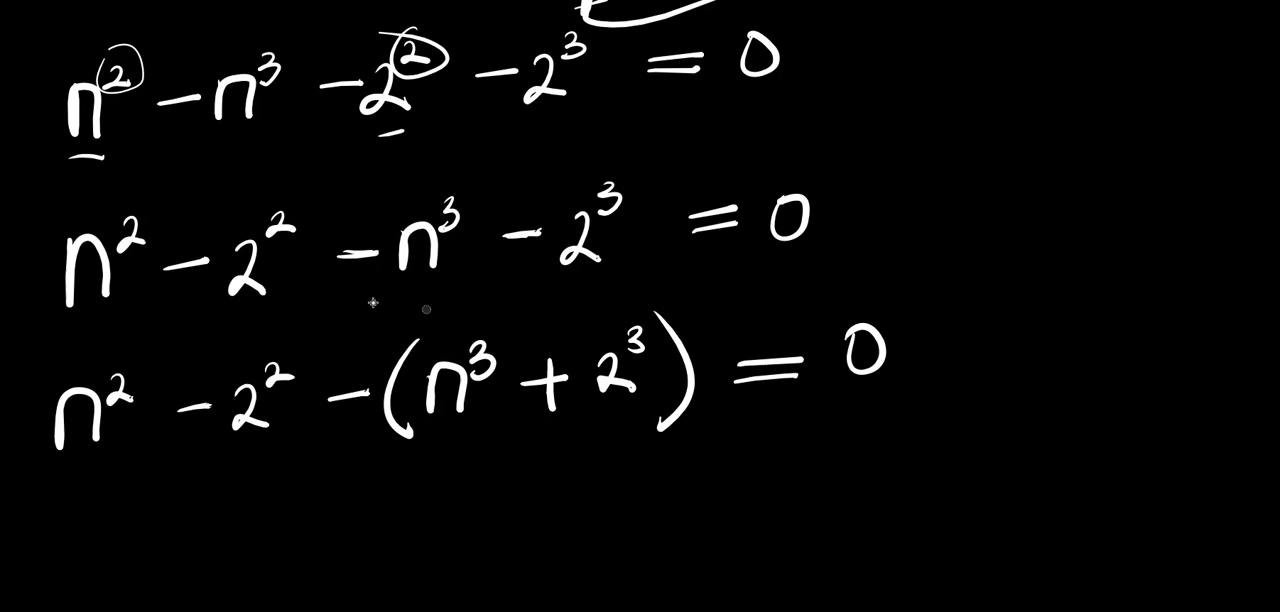 n² - n³ - 2² - 2³ = 0
n² - 2² - n³ - 2³ = 0
n² - 2² - (n³ + 2³) = 0